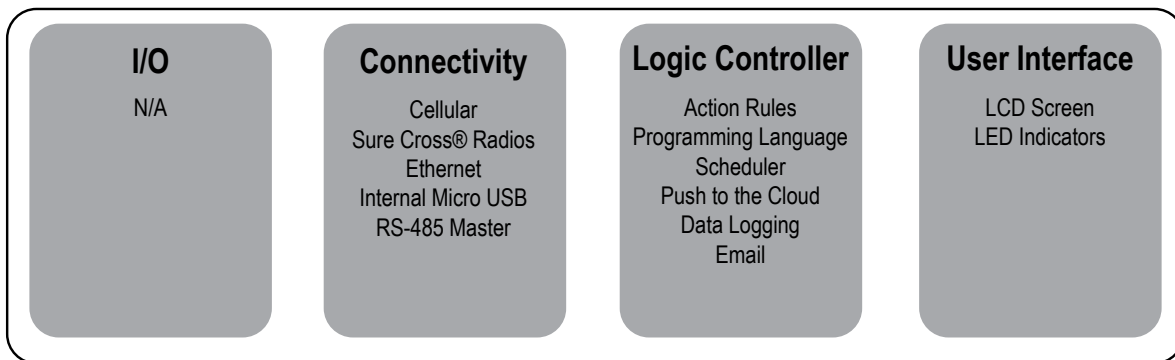 I/O
N/A
Connectivity
Cellular
Sure Cross® Radios
Ethernet
Internal Micro USB
RS-485 Master
Logic Controller
Action Rules
Programming Language
Scheduler
Push to the Cloud
Data Logging
Email
User Interface
LCD Screen
LED Indicators